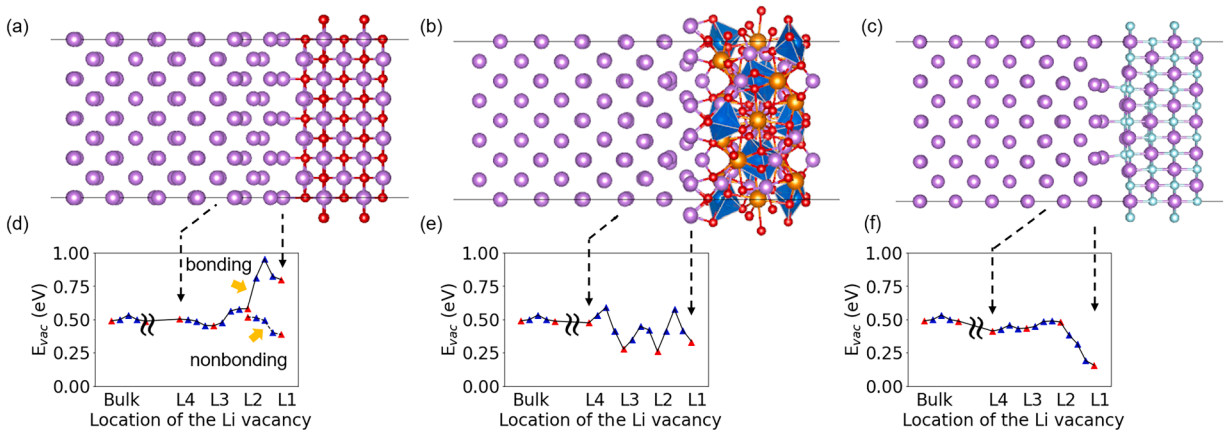 (a)
(b)
(c)
(d)
1.00
0.75
0.50
0.25
0.00
E_vac (eV)
bonding
nonbonding
Bulk
L4
L3
L2
L1
Location of the Li vacancy
(e)
1.00
0.75
0.50
0.25
0.00
E_vac (eV)
Bulk
L4
L3
L2
L1
Location of the Li vacancy
(f)
1.00
0.75
0.50
0.25
0.00
E_vac (eV)
Bulk
L4
L3
L2
L1
Location of the Li vacancy